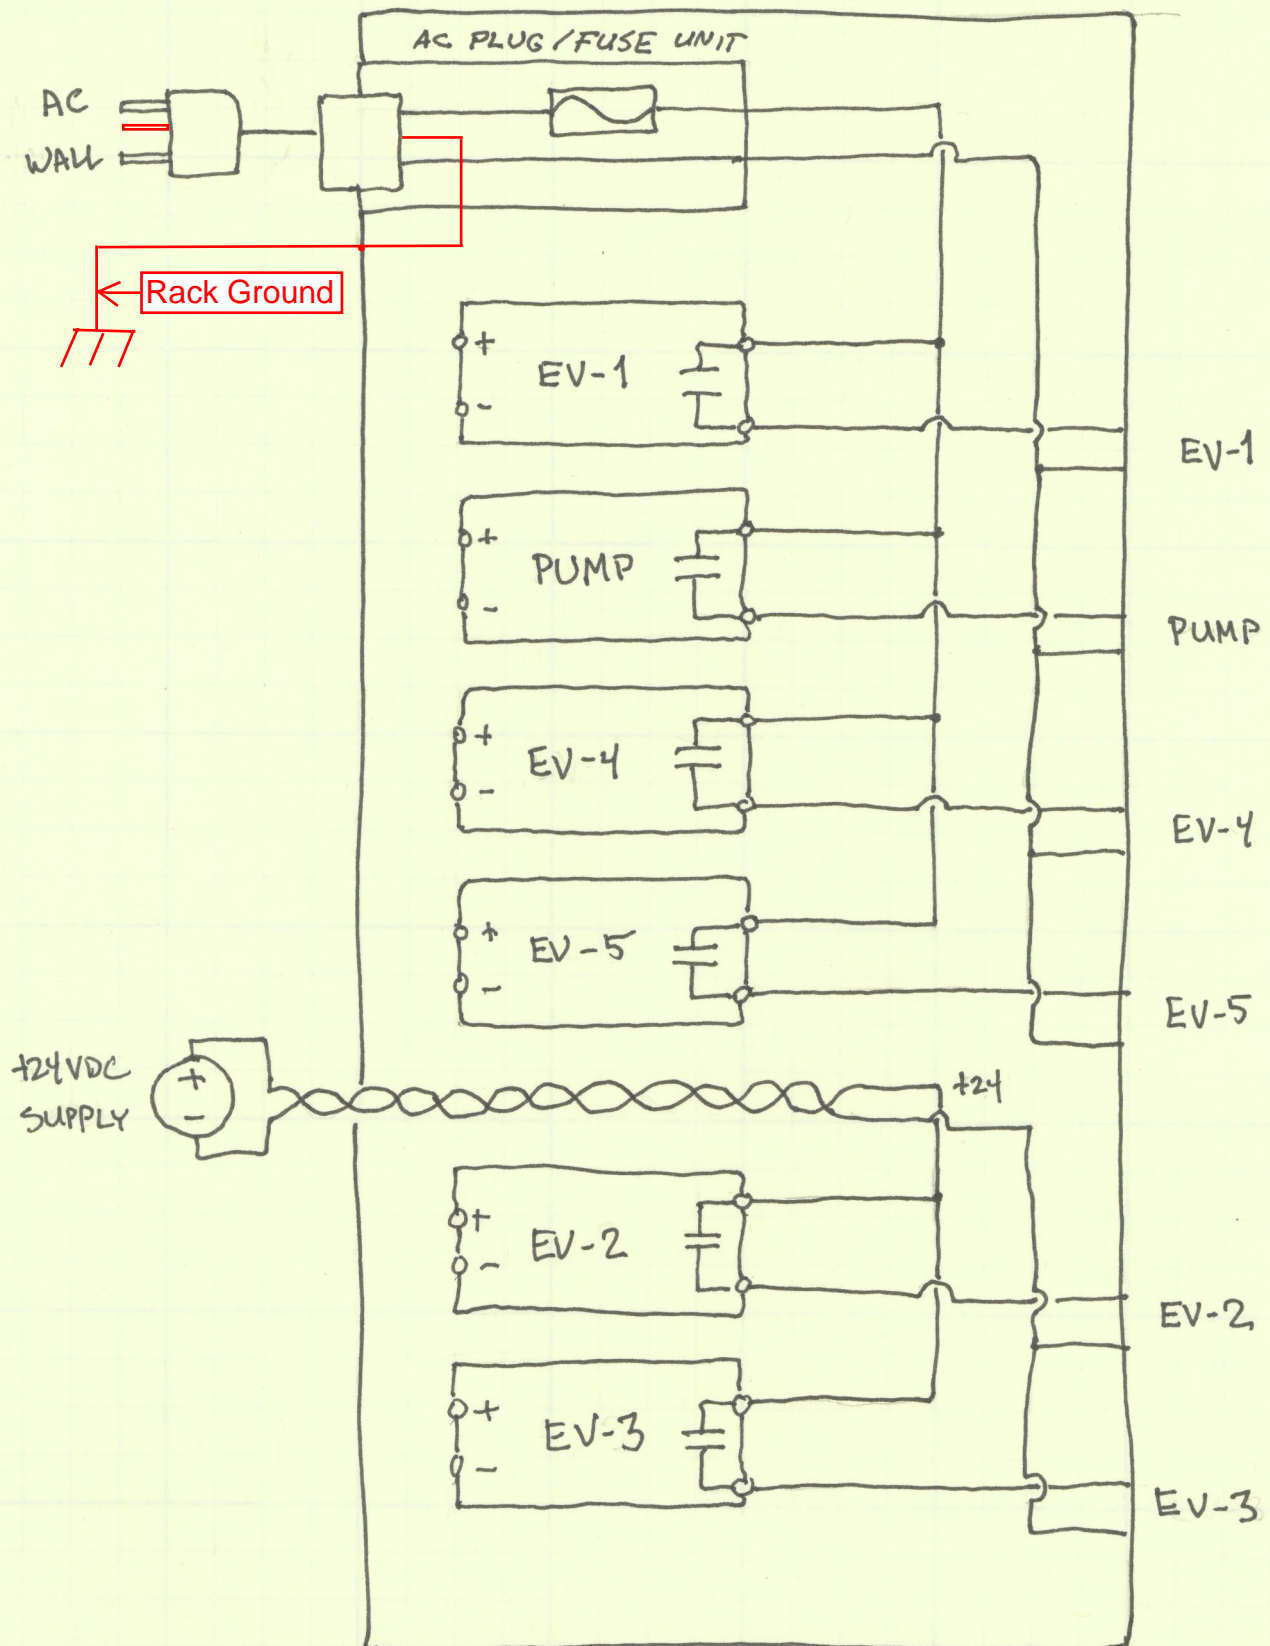 AC PLUG/FUSE UNIT
AC
WALL
Rack Ground
+
EV-1
-
EV-1
+
PUMP
-
PUMP
+
EV-4
-
EV-4
+
EV-5
-
EV-5
+24VDC
SUPPLY
+
-
+24
+
EV-2
-
EV-2
+
EV-3
-
EV-3